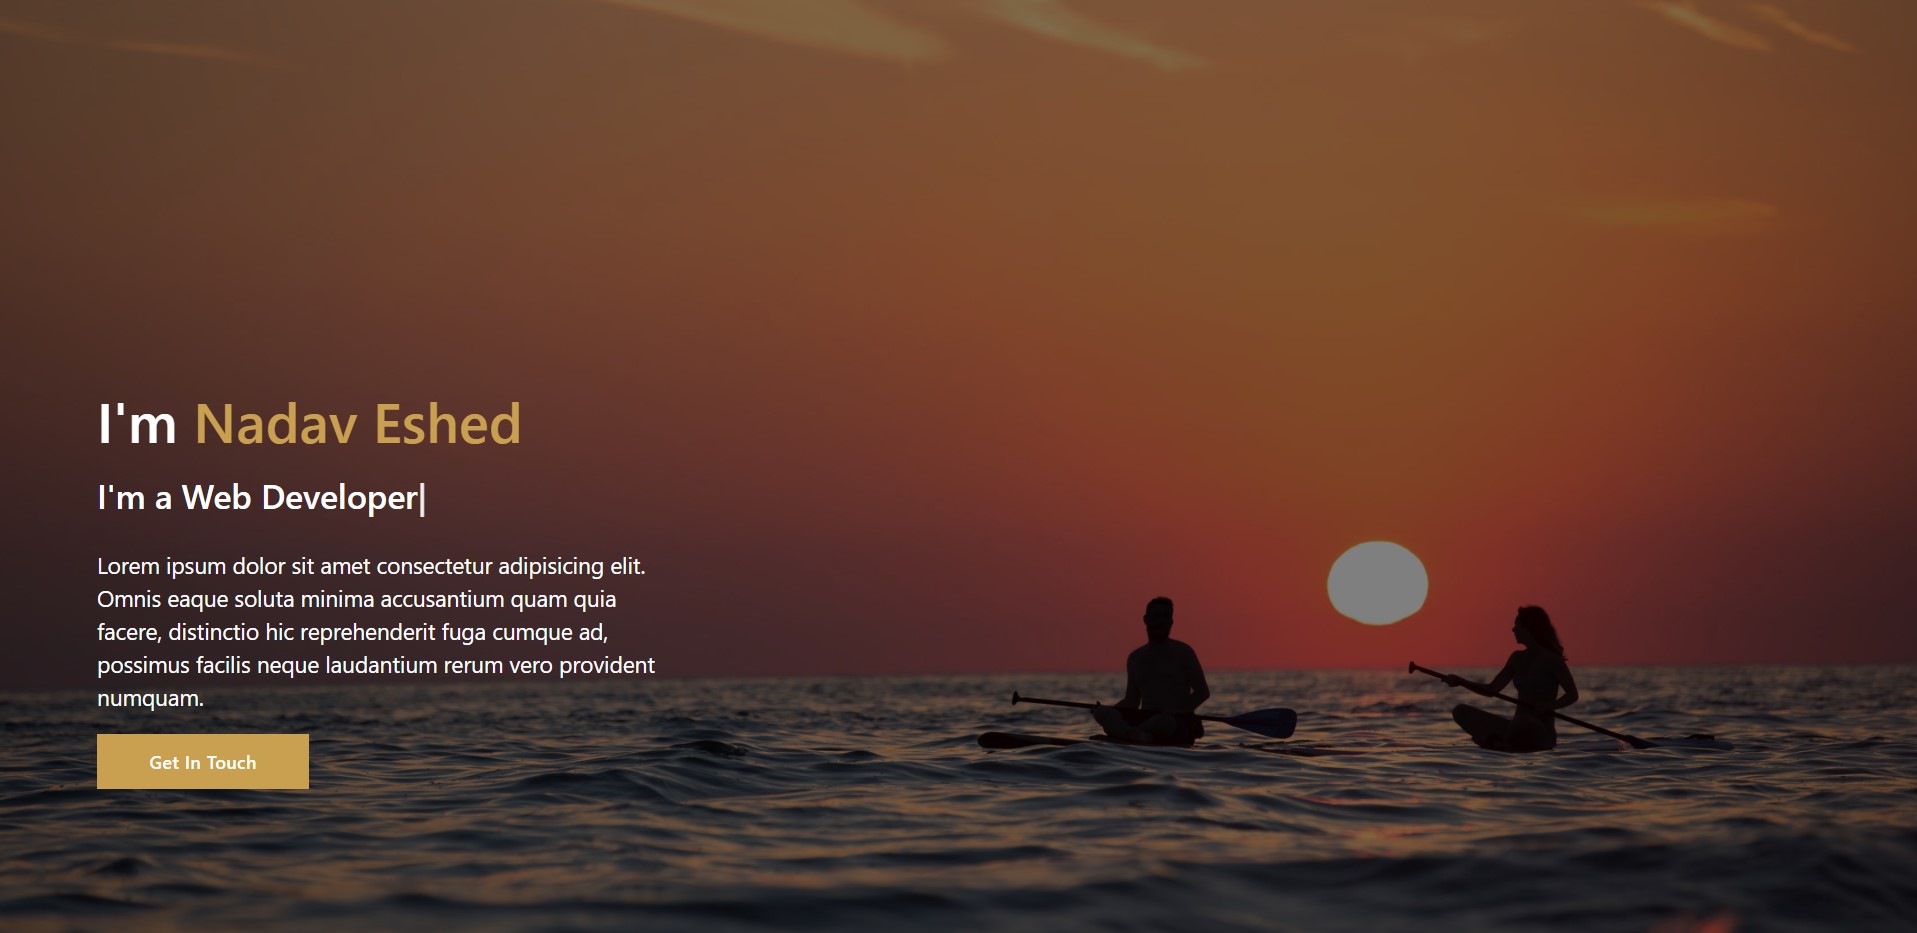 I'm Nadav Eshed
I'm a Web Developer|
Lorem ipsum dolor sit amet consectetur adipisicing elit.
Omnis eaque soluta minima accusantium quam quia
facere, distinctio hic reprehenderit fuga cumque ad,
possimus facilis neque laudantium rerum vero provident
numquam.
Get In Touch